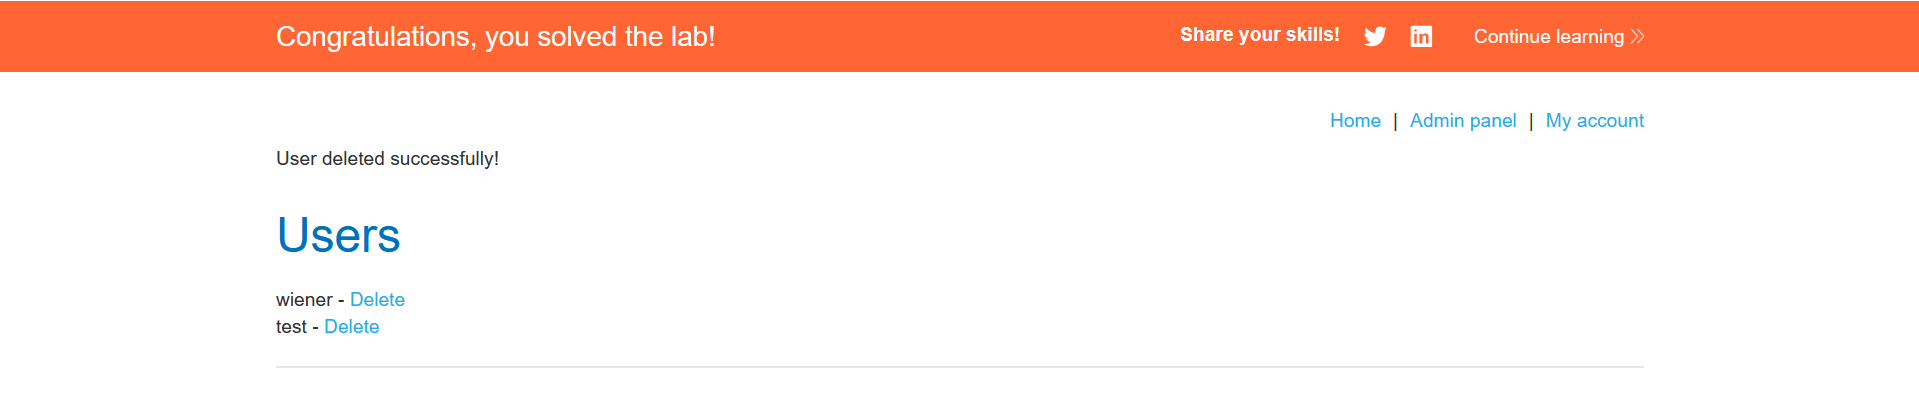 Congratulations, you solved the lab!
Share your skills!
Continue learning
Home | Admin panel | My account
User deleted successfully!
Users
wiener - Delete
test - Delete